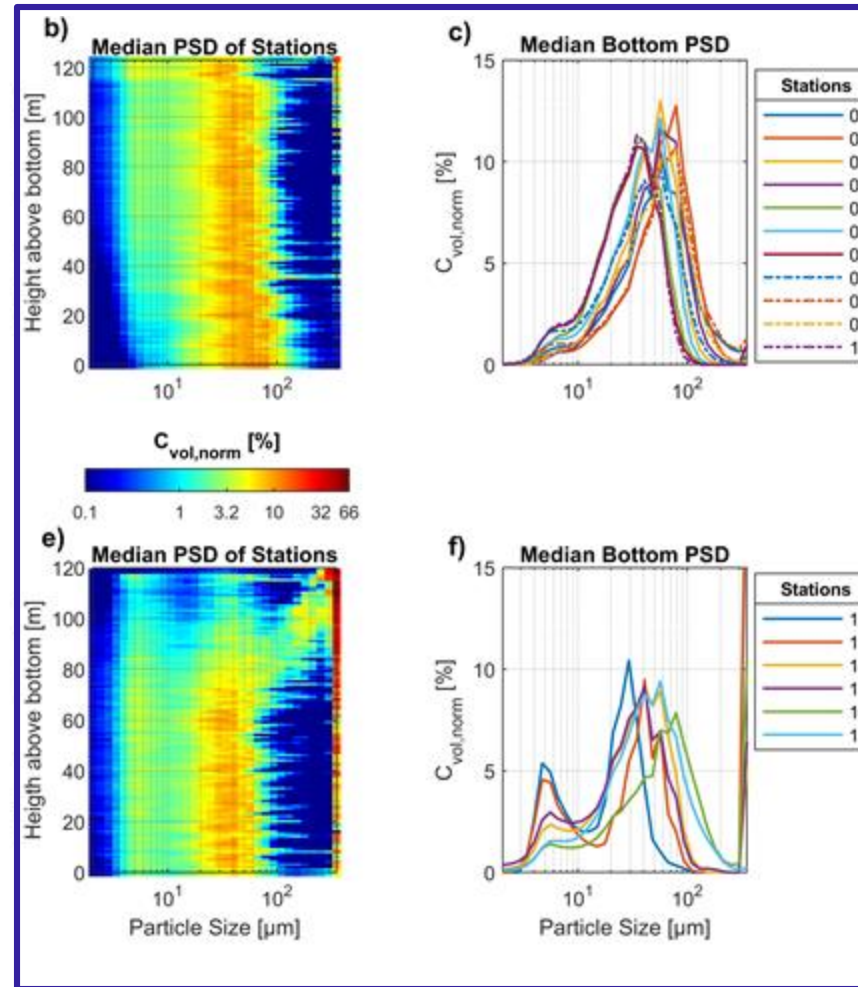 b)
Median PSD of Stations
120
100
80
60
40
20
0
Height above bottom [m]
10^1
10^2
c)
Median Bottom PSD
15
10
5
0
C_vol,norm [%]
10^1
10^2
Stations
0
0
0
0
0
0
0
0
0
0
1
C_vol,norm [%]
0.1 1 3.2 10 32 66
e)
Median PSD of Stations
120
100
80
60
40
20
0
Heigth above bottom [m]
10^1
10^2
Particle Size [µm]
f)
Median Bottom PSD
15
10
5
0
C_vol,norm [%]
10^1
10^2
Particle Size [µm]
Stations
1
1
1
1
1
1